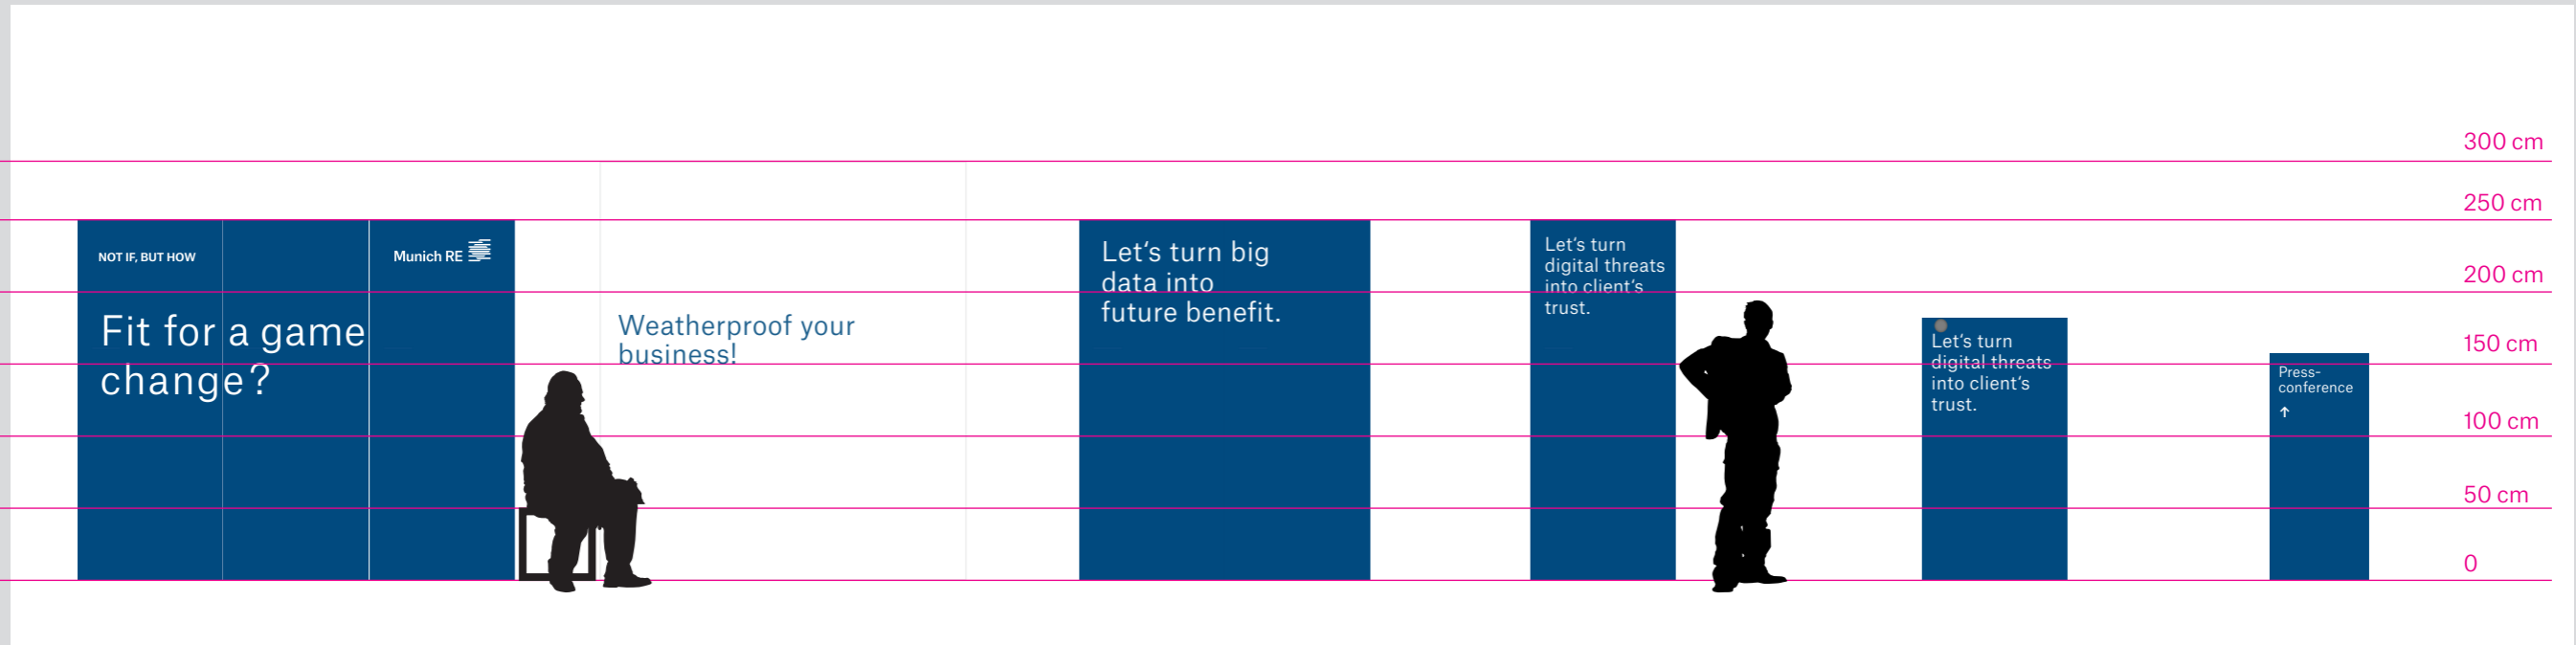 NOT IF, BUT HOW
Munich RE
Fit for a game
change?
Weatherproof your
business!
Let‘s turn big
data into
future benefit.
Let‘s turn
digital threats
into client‘s
trust.
Let‘s turn
digital threats
into client‘s
trust.
Press-
conference
↑
300 cm
250 cm
200 cm
150 cm
100 cm
50 cm
0